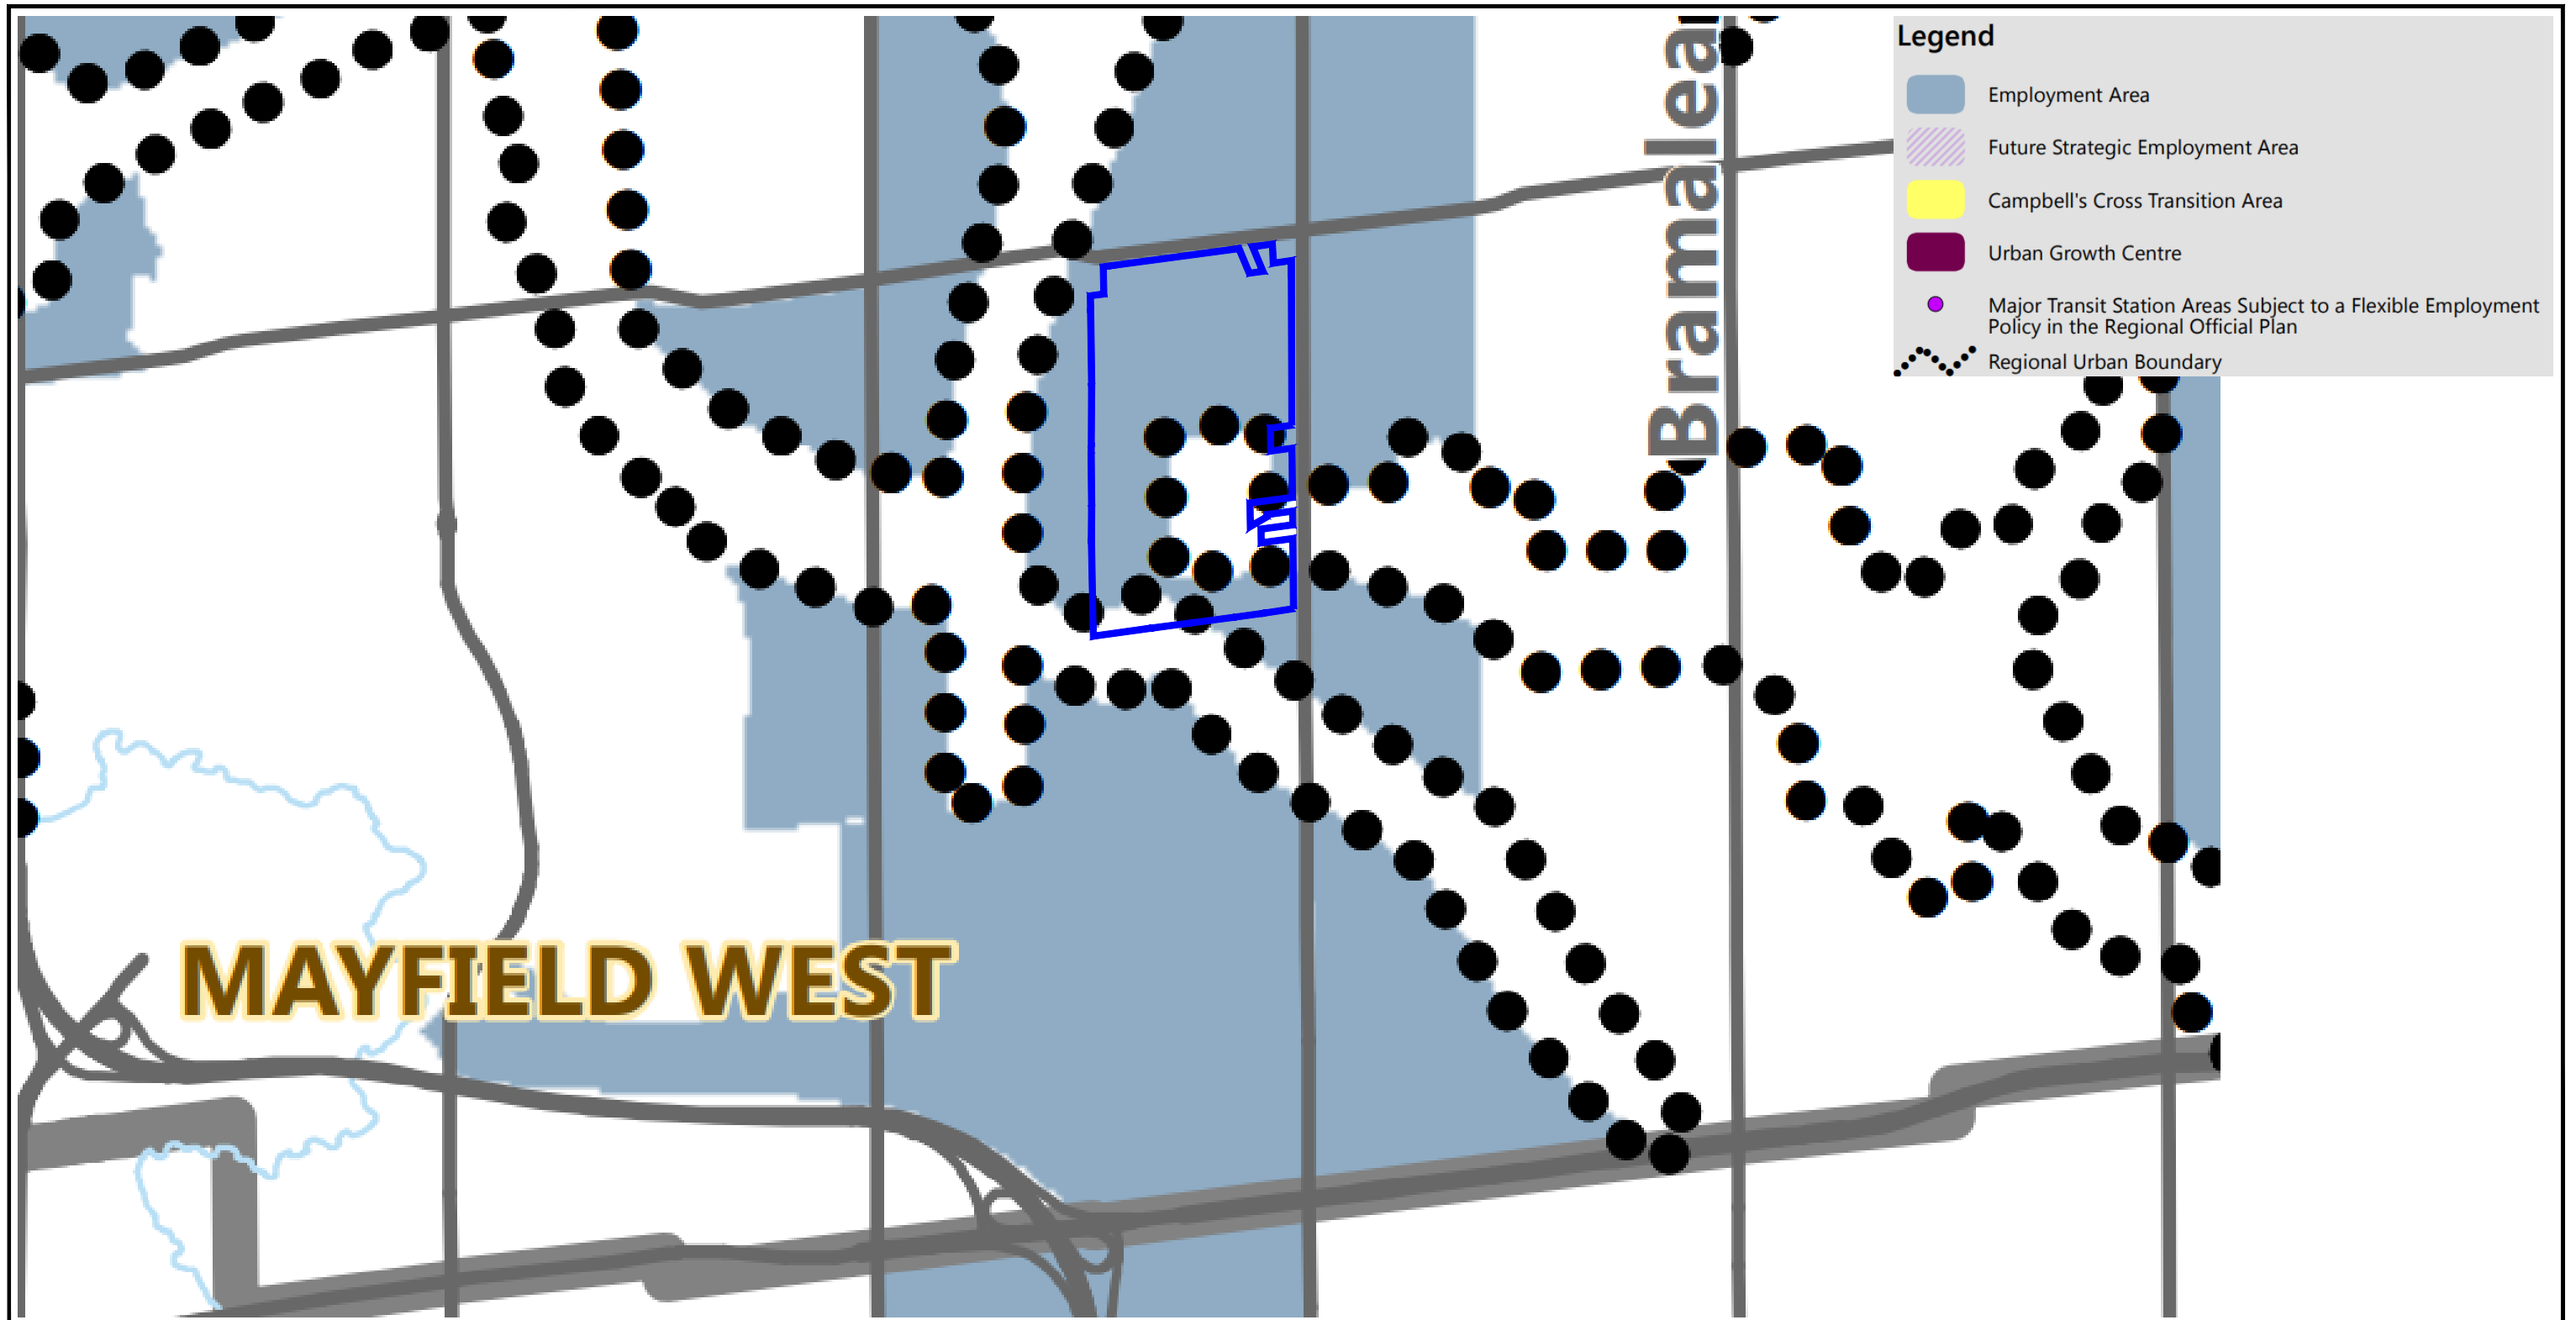 Legend
Employment Area
Future Strategic Employment Area
Campbell's Cross Transition Area
Urban Growth Centre
Major Transit Station Areas Subject to a Flexible Employment
Policy in the Regional Official Plan
Regional Urban Boundary
MAYFIELD WEST